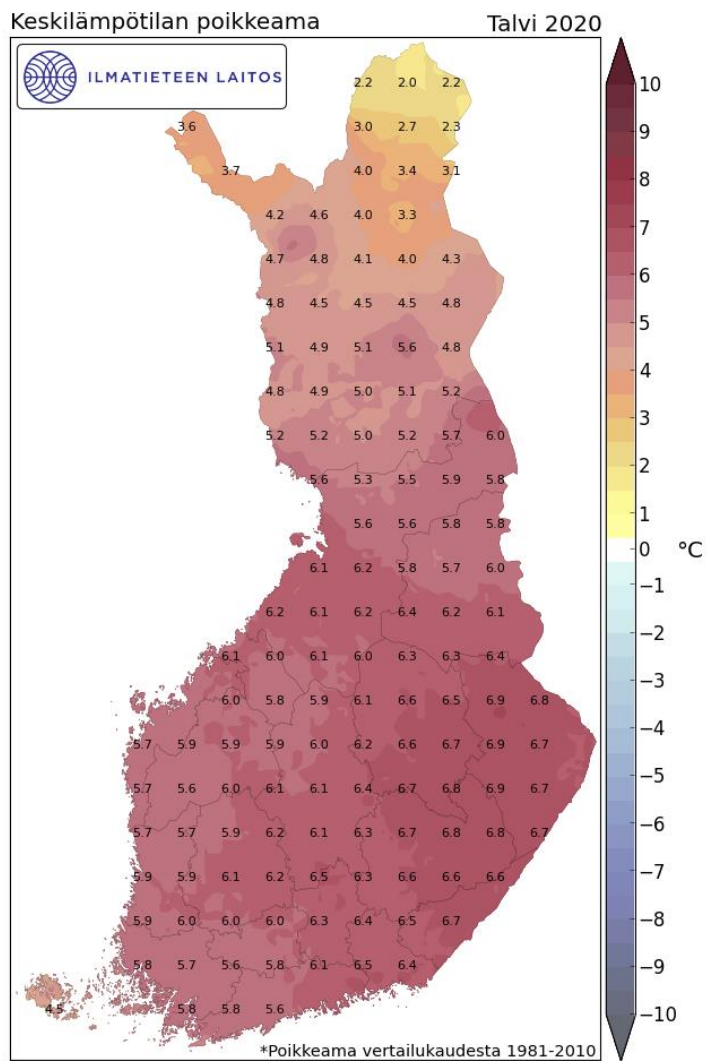 Keskilämpötilan poikkeama Talvi 2020
ILMATIETEEN LAITOS
2.2 2.0 2.2
3.6 3.0 2.7 2.3
3.7 4.0 3.4 3.1
4.2 4.6 4.0 3.3
4.7 4.8 4.1 4.0 4.3
4.8 4.5 4.5 4.5 4.8
5.1 4.9 5.1 5.6 4.8
4.8 4.9 5.0 5.1 5.2
5.2 5.2 5.0 5.2 5.7 6.0
5.6 5.3 5.5 5.9 5.8
5.6 5.6 5.8 5.8
6.1 6.2 5.8 5.7 6.0
6.2 6.1 6.2 6.4 6.2 6.1
6.1 6.0 6.1 6.0 6.3 6.3 6.4
6.0 5.8 5.9 6.1 6.6 6.5 6.9 6.8
5.7 5.9 5.9 5.9 6.0 6.2 6.6 6.7 6.9 6.7
5.7 5.6 6.0 6.1 6.1 6.4 6.7 6.8 6.9 6.7
5.7 5.7 5.9 6.2 6.1 6.3 6.7 6.8 6.8 6.7
5.9 5.9 6.1 6.2 6.5 6.3 6.6 6.6 6.6
5.9 6.0 6.0 6.0 6.3 6.4 6.5 6.7
5.8 5.7 5.6 5.8 6.1 6.5 6.4
4.5 5.8 5.8 5.6
*Poikkeama vertailukaudesta 1981-2010
10
9
8
7
6
5
4
3
2
1
0
°C
−1
−2
−3
−4
−5
−6
−7
−8
−9
−10